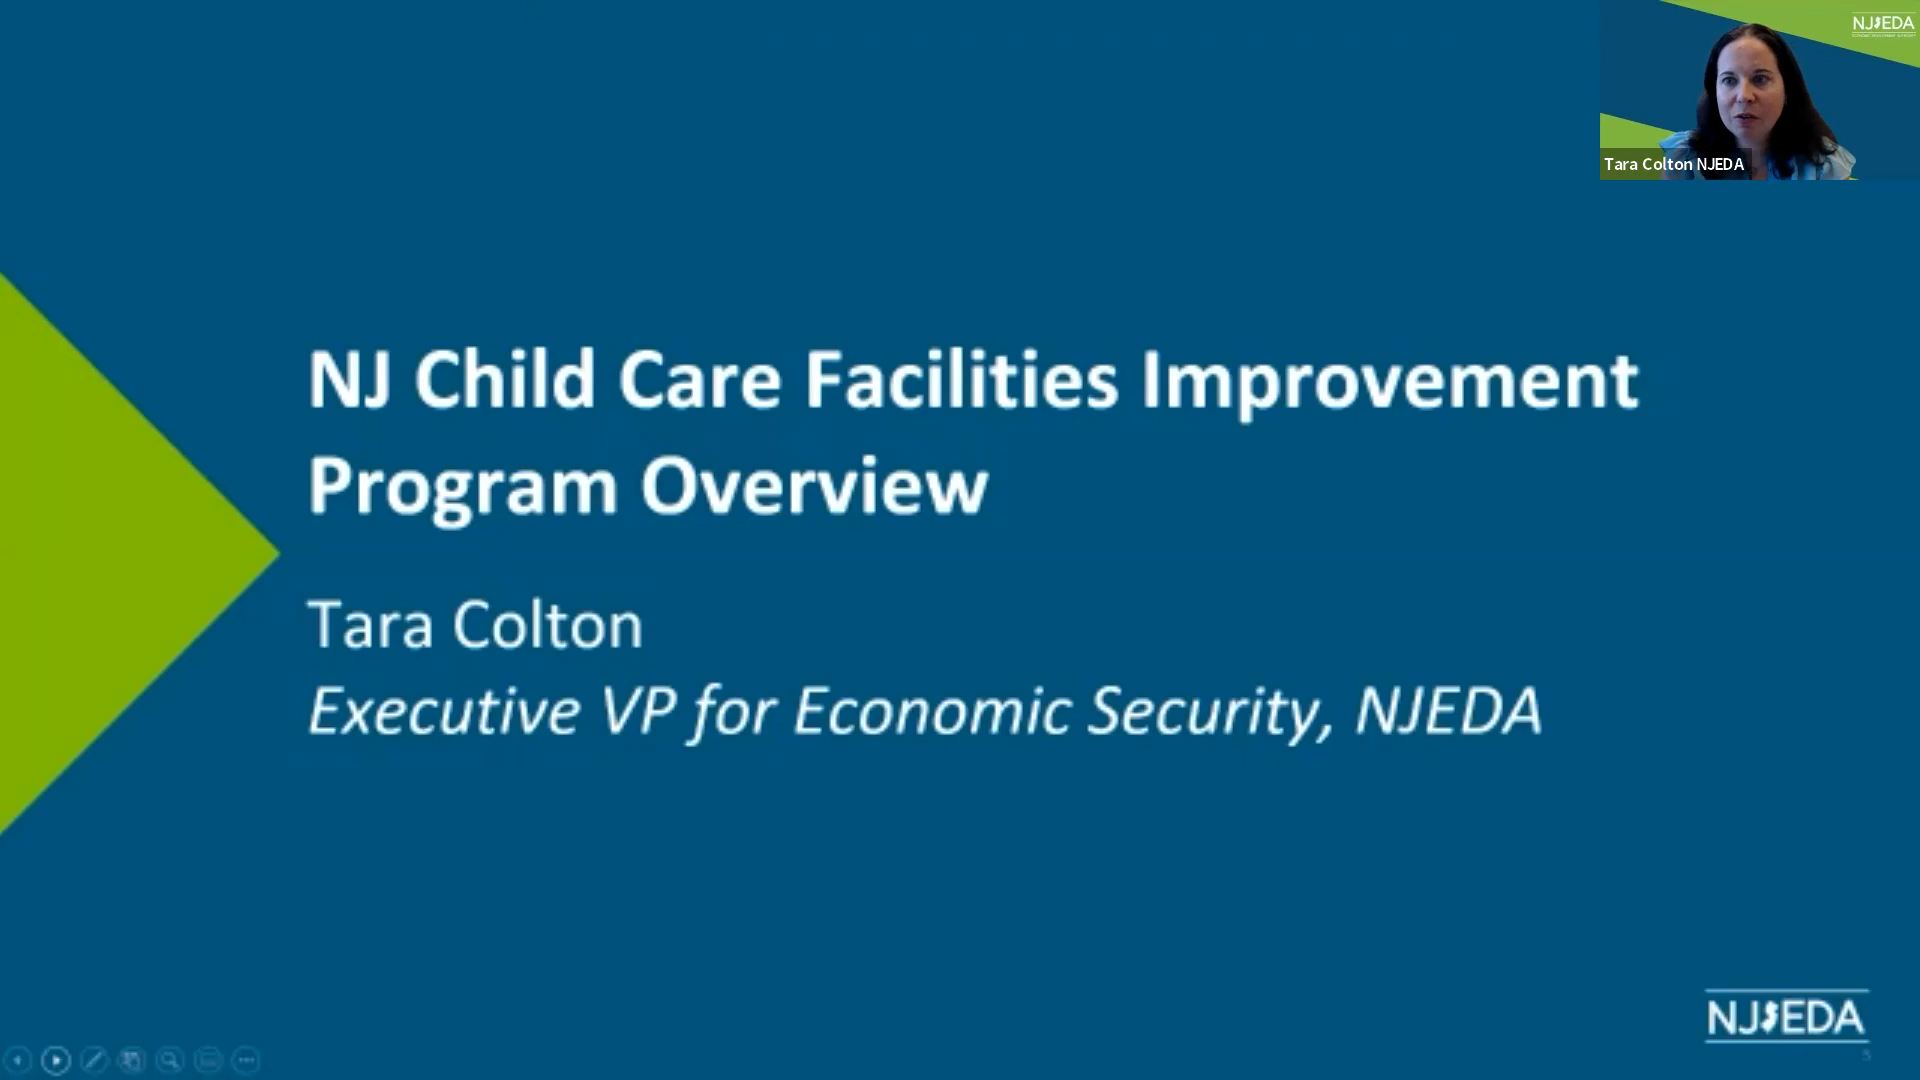 NJEDA
Tara Colton NJEDA
NJ Child Care Facilities Improvement
Program Overview
Tara Colton
Executive VP for Economic Security, NJEDA
NJEDA
5